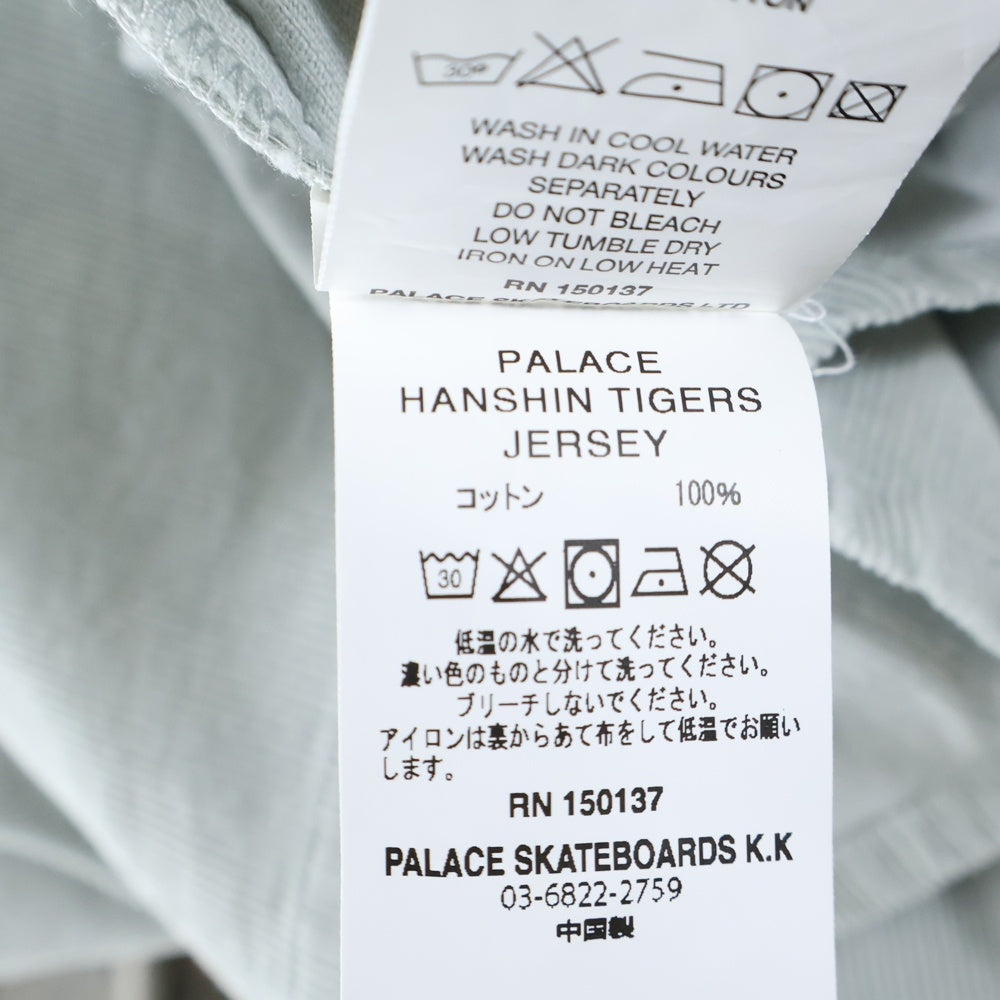 30°
WASH IN COOL WATER
WASH DARK COLOURS
SEPARATELY
DO NOT BLEACH
LOW TUMBLE DRY
IRON ON LOW HEAT
RN 150137
PALACE SKATEBOARDS LTD
PALACE
HANSHIN TIGERS
JERSEY
コットン 100%
30
低温の水で洗ってください。
濃い色のものと分けて洗ってください。
ブリーチしないでください。
アイロンは裏からあて布をして低温でお願い
します。
RN 150137
PALACE SKATEBOARDS K.K
03-6822-2759
中国製